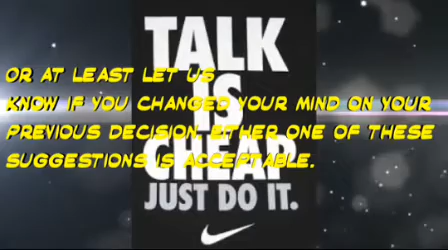 TALK
IS
CHEAP
JUST DO IT.
OR AT LEAST LET US
KNOW IF YOU CHANGED YOUR MIND ON YOUR
PREVIOUS DECISION. EITHER ONE OF THESE
SUGGESTIONS IS ACCEPTABLE.